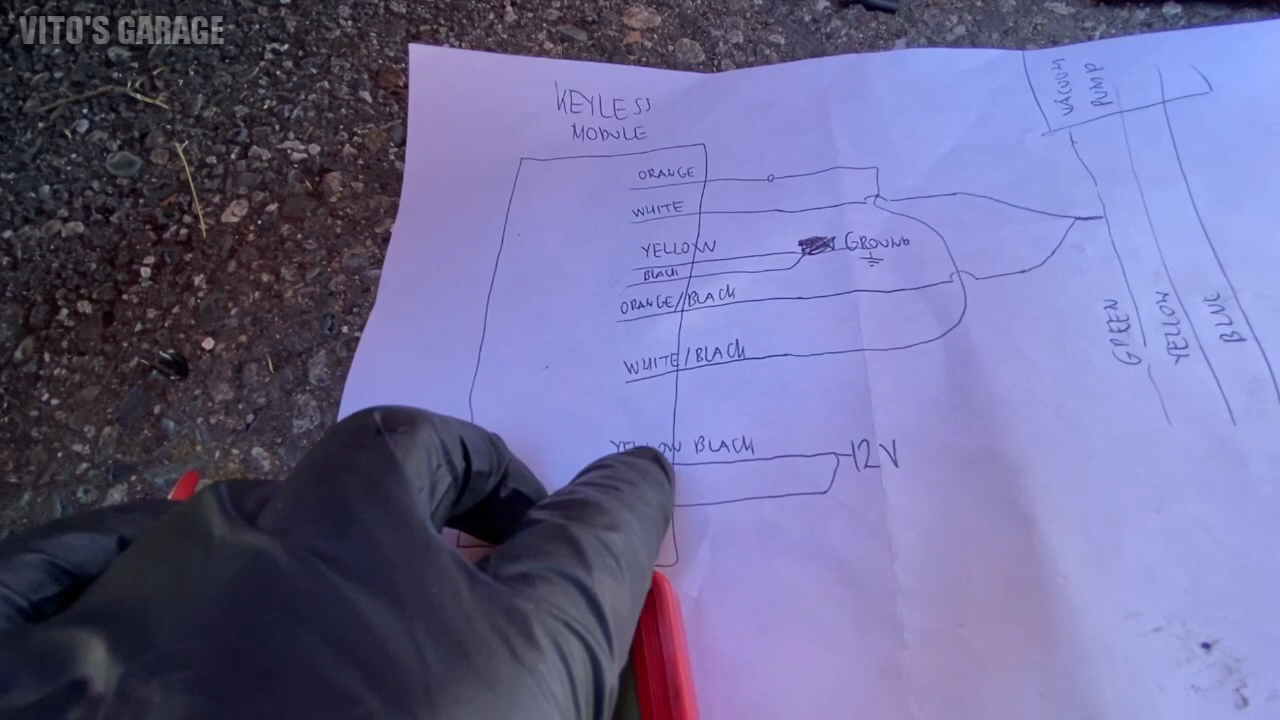 VITO'S GARAGE
KEYLESS
MODULE
ORANGE
WHITE
YELLOW
GROUND
BLACK
ORANGE/BLACK
WHITE/BLACK
YELLOW BLACK
12V
VACUUM
PUMP
GREEN
YELLOW
BLUE